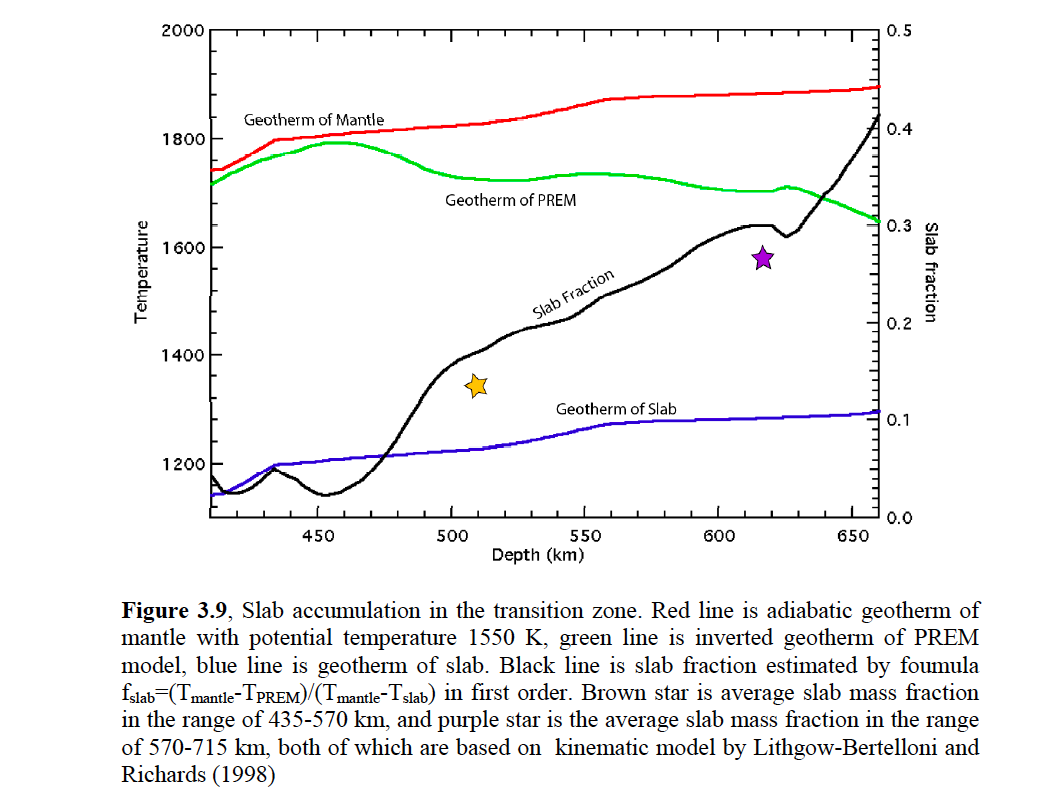 2000
0.5
Geotherm of Mantle
1800
0.4
Geotherm of PREM
Temperature
1600
0.3
Slab fraction
Slab Fraction
0.2
1400
Geotherm of Slab
0.1
1200
0.0
450 500 550 600 650
Depth (km)
Figure 3.9, Slab accumulation in the transition zone. Red line is adiabatic geotherm of
mantle with potential temperature 1550 K, green line is inverted geotherm of PREM
model, blue line is geotherm of slab. Black line is slab fraction estimated by foumula
fslab=(Tmantle-TPREM)/(Tmantle-Tslab) in first order. Brown star is average slab mass fraction
in the range of 435-570 km, and purple star is the average slab mass fraction in the range
of 570-715 km, both of which are based on kinematic model by Lithgow-Bertelloni and
Richards (1998)